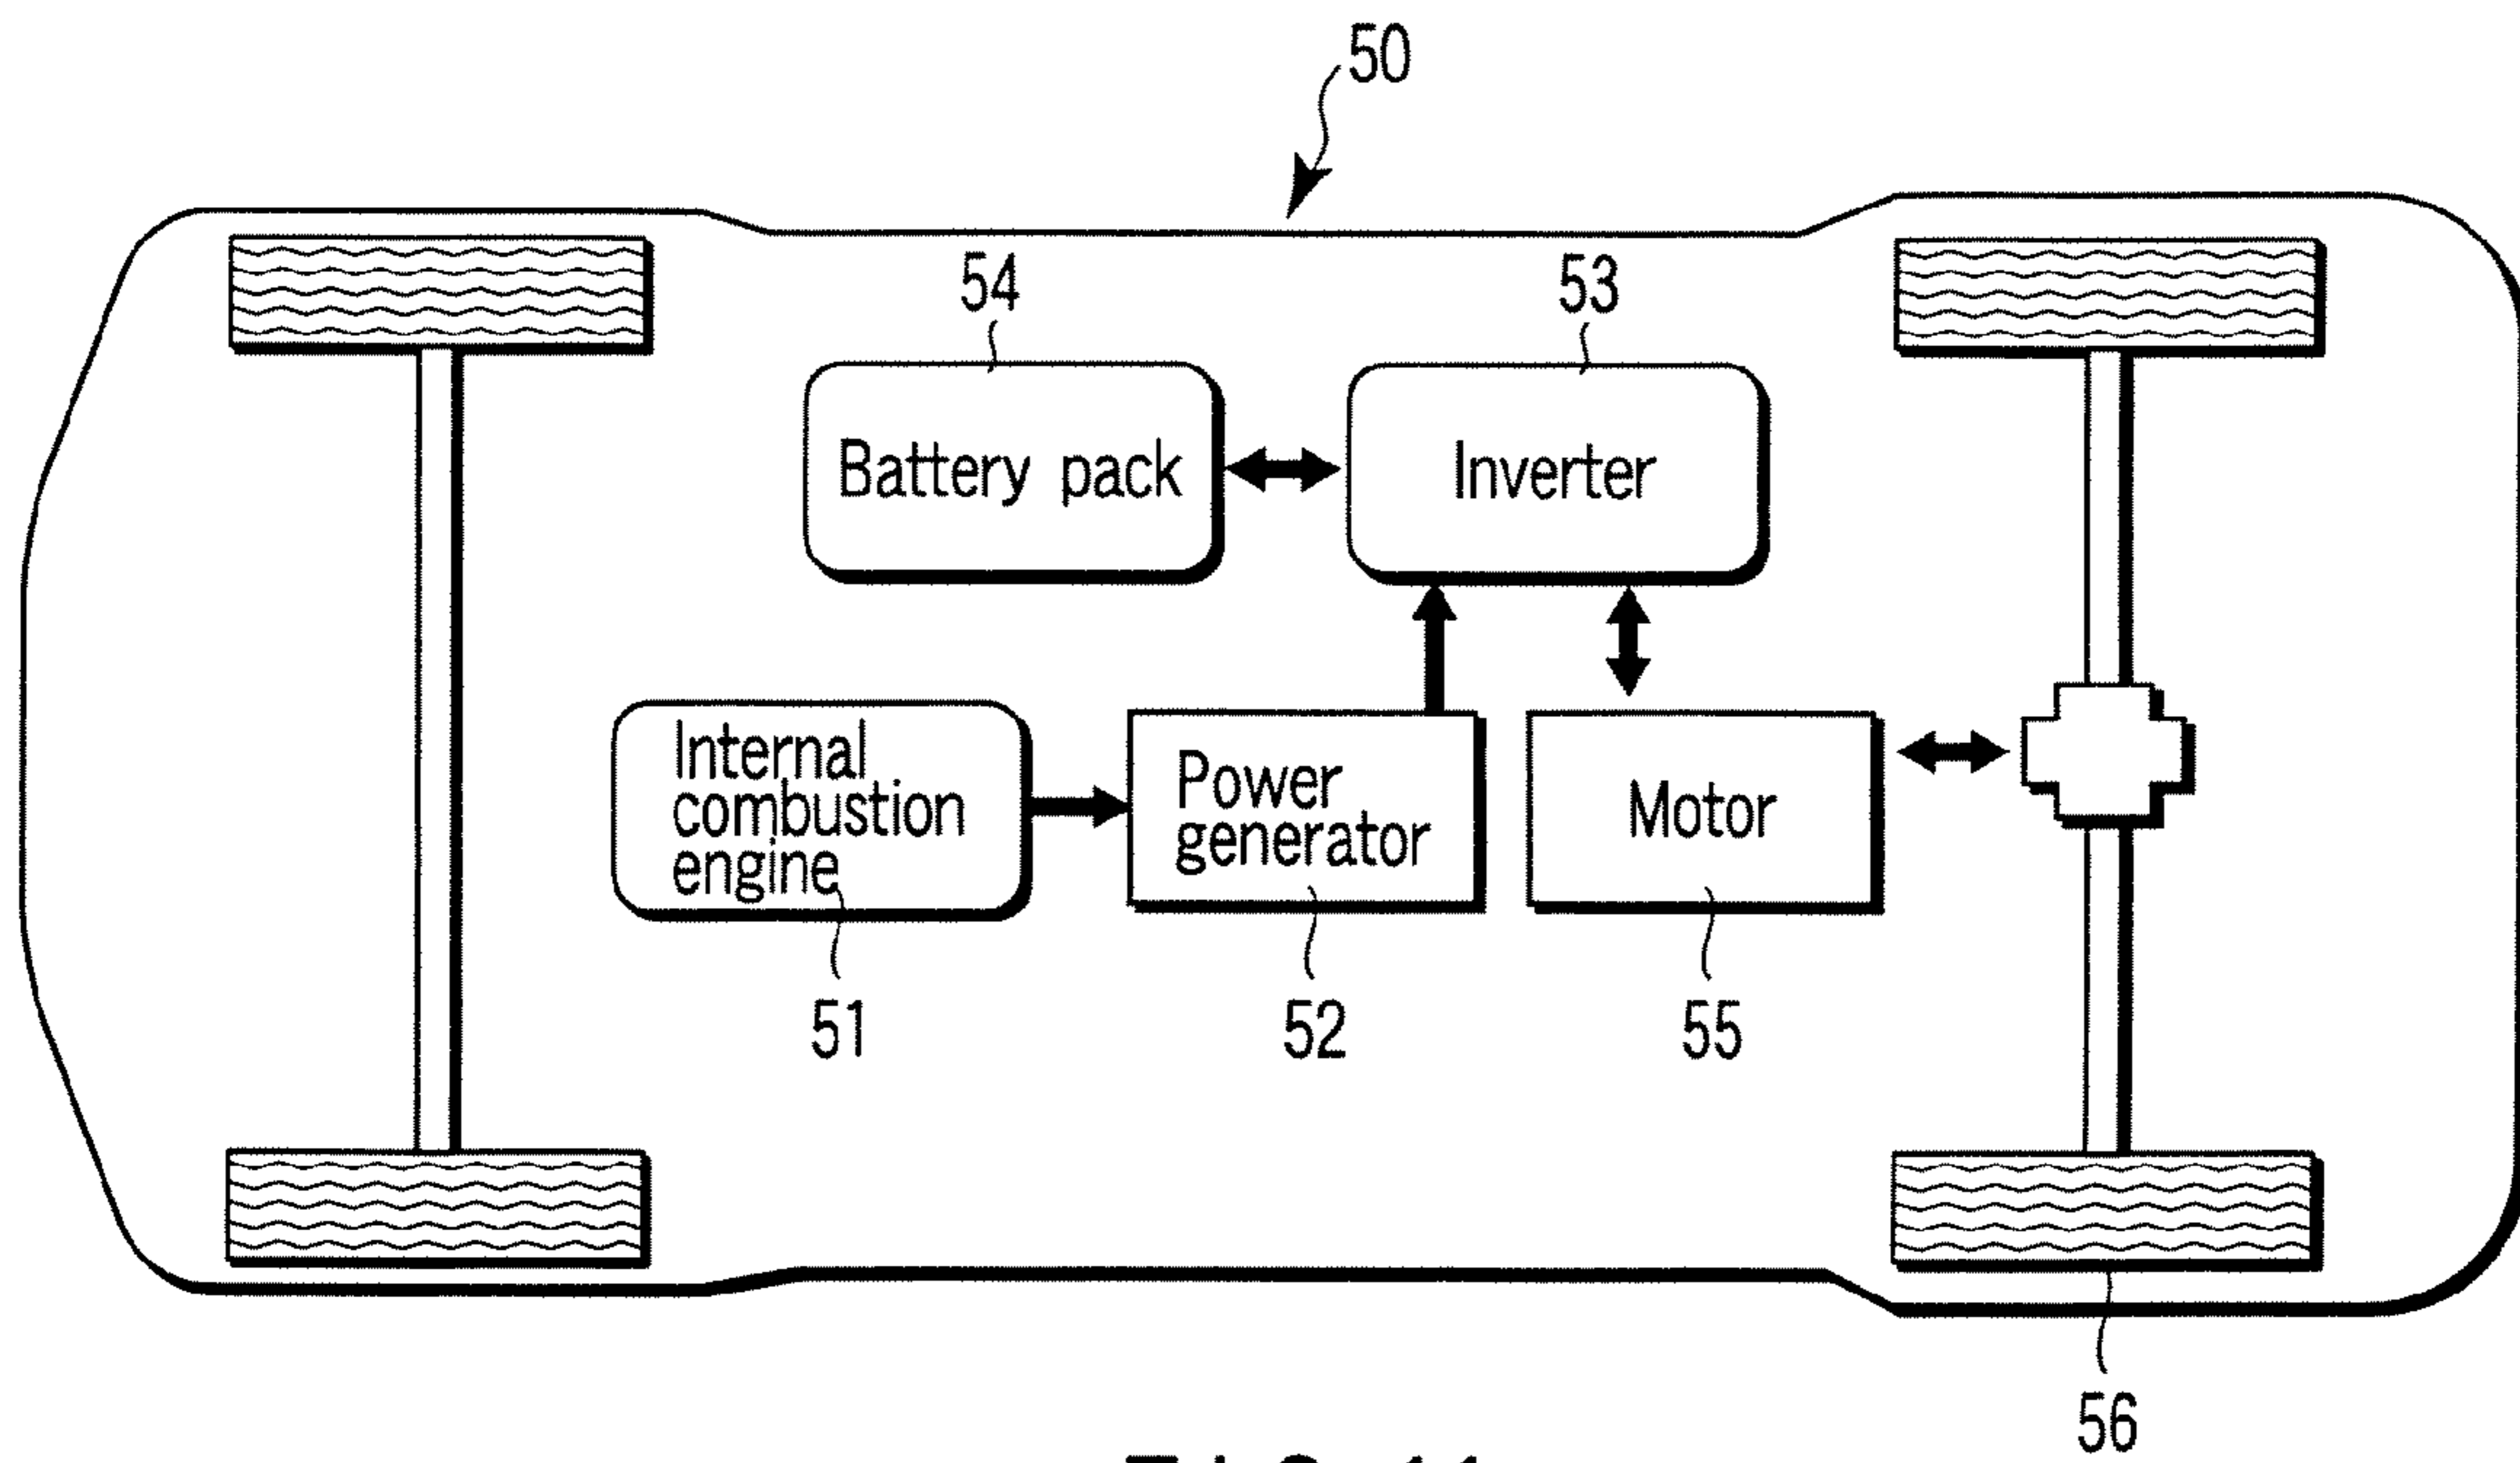 50
54
53
Battery pack
Inverter
Internal
combustion
engine
Power
generator
Motor
51
52
55
56